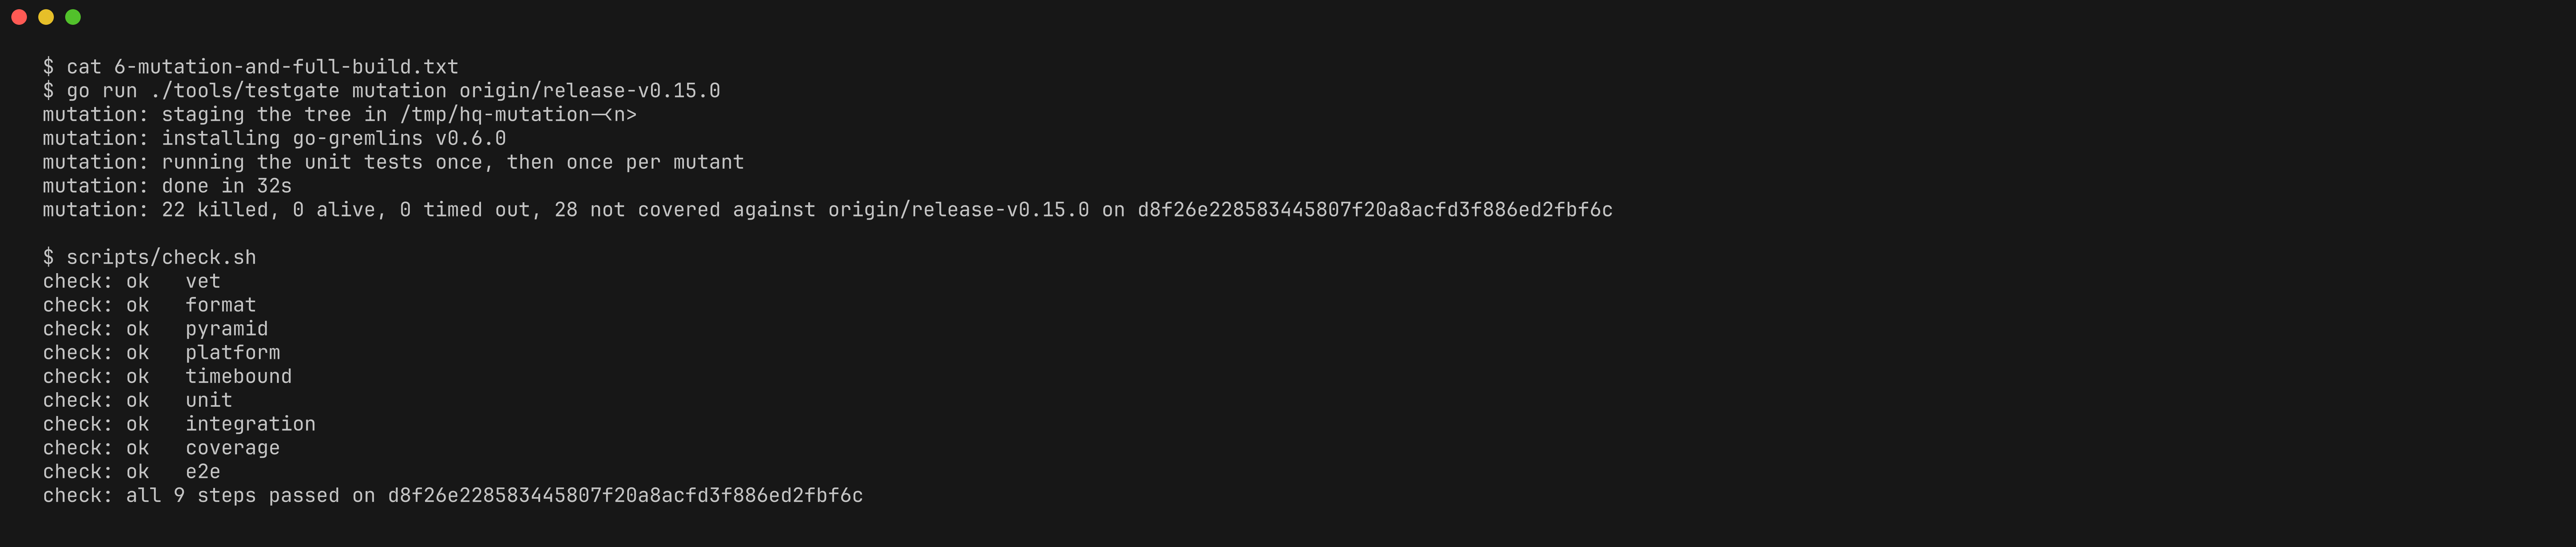 $ cat 6-mutation-and-full-build.txt
$ go run ./tools/testgate mutation origin/release-v0.15.0
mutation: staging the tree in /tmp/hq-mutation-<n>
mutation: installing go-gremlins v0.6.0
mutation: running the unit tests once, then once per mutant
mutation: done in 32s
mutation: 22 killed, 0 alive, 0 timed out, 28 not covered against origin/release-v0.15.0 on d8f26e228583445807f20a8acfd3f886ed2fbf6c
$ scripts/check.sh
check: ok   vet
check: ok   format
check: ok   pyramid
check: ok   platform
check: ok   timebound
check: ok   unit
check: ok   integration
check: ok   coverage
check: ok   e2e
check: all 9 steps passed on d8f26e228583445807f20a8acfd3f886ed2fbf6c